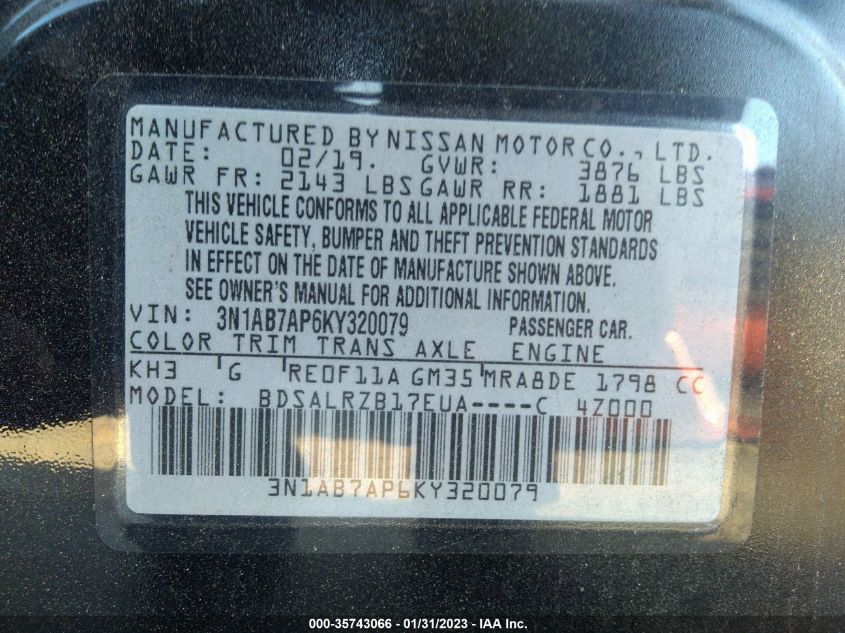 MANUFACTURED BY NISSAN MOTOR CO., LTD.
DATE: 02/19. GVWR: 3876 LBS
GAWR FR: 2143 LBS GAWR RR: 1881 LBS
THIS VEHICLE CONFORMS TO ALL APPLICABLE FEDERAL MOTOR
VEHICLE SAFETY, BUMPER AND THEFT PREVENTION STANDARDS
IN EFFECT ON THE DATE OF MANUFACTURE SHOWN ABOVE.
SEE OWNER'S MANUAL FOR ADDITIONAL INFORMATION.
VIN: 3N1AB7AP6KY320079 PASSENGER CAR.
COLOR TRIM TRANS AXLE ENGINE
KH3 G RE0F11A GM35 MRA8DE 1798 CC
MODEL: BDSALRZB17EUA----C 4Z000
3N1AB7AP6KY320079
000-35743066 - 01/31/2023 - IAA Inc.